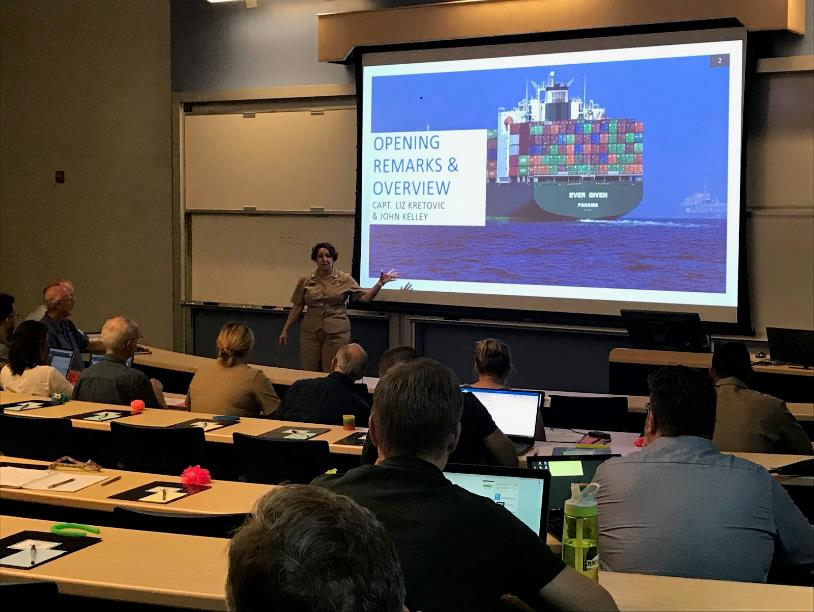 2
OPENING
REMARKS &
OVERVIEW
CAPT. LIZ KRETOVIC
& JOHN KELLEY
EVER GIVEN
PANAMA